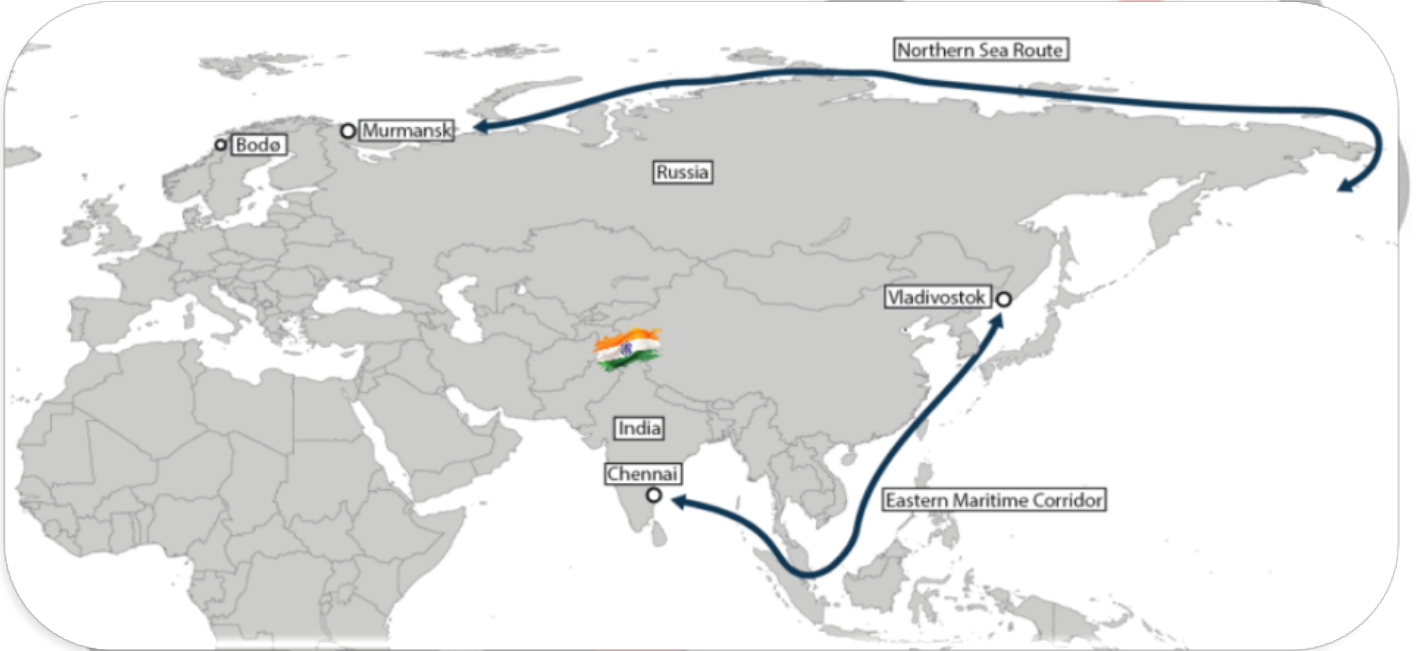 Northern Sea Route
Murmansk
Bodø
Russia
Vladivostok
India
Chennai
Eastern Maritime Corridor